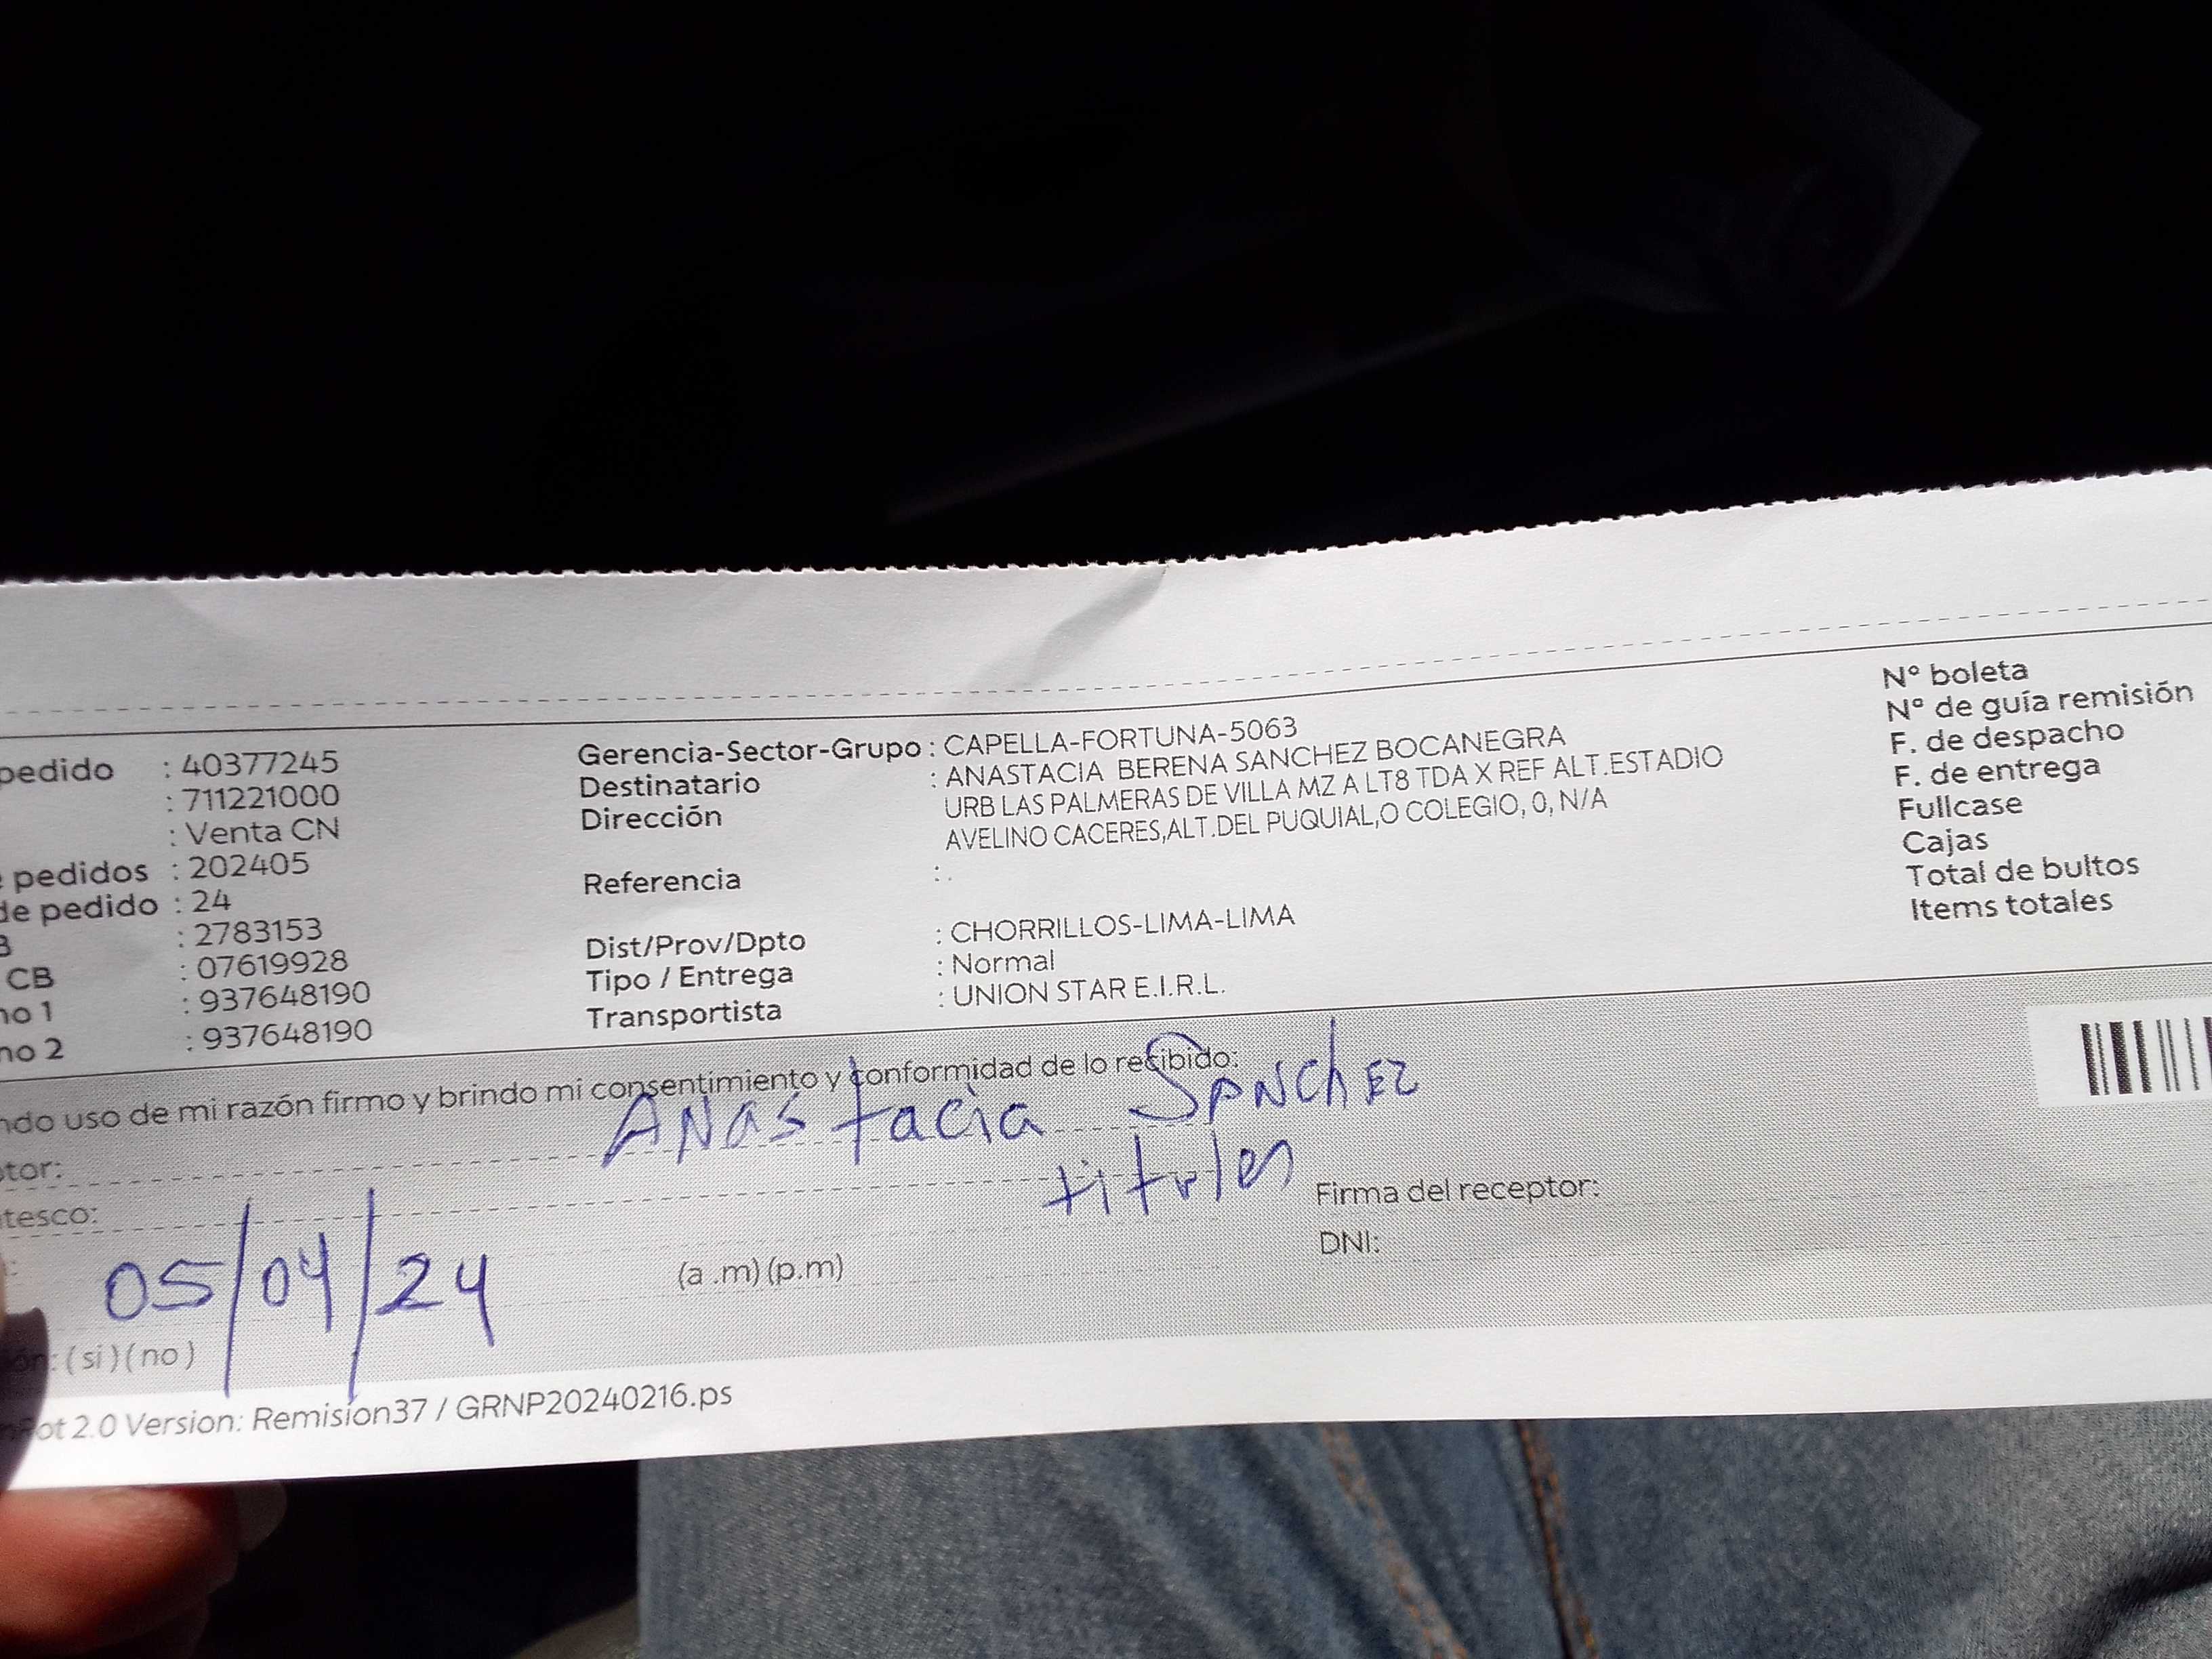 pedido : 40377245
: 711221000
: Venta CN
pedidos : 202405
de pedido : 24
: 2783153
CB : 07619928
no 1 : 937648190
no 2 : 937648190
Gerencia-Sector-Grupo : CAPELLA-FORTUNA-5063
Destinatario : ANASTACIA BERENA SANCHEZ BOCANEGRA
Dirección URB LAS PALMERAS DE VILLA MZ A LT8 TDA X REF ALT.ESTADIO
AVELINO CACERES,ALT.DEL PUQUIAL,O COLEGIO, 0, N/A
Referencia : .
Dist/Prov/Dpto : CHORRILLOS-LIMA-LIMA
Tipo / Entrega : Normal
Transportista : UNION STAR E.I.R.L.
Nº boleta
Nº de guía remisión
F. de despacho
F. de entrega
Fullcase
Cajas
Total de bultos
Items totales
ndo uso de mi razón firmo y brindo mi consentimiento y conformidad de lo recibido:
Anastacia Sanchez
tor:
titular
tesco:
Firma del receptor:
05/04/24 (a .m) (p.m)
DNI:
ón: ( si ) ( no )
ot 2.0 Version: Remision37 / GRNP20240216.ps